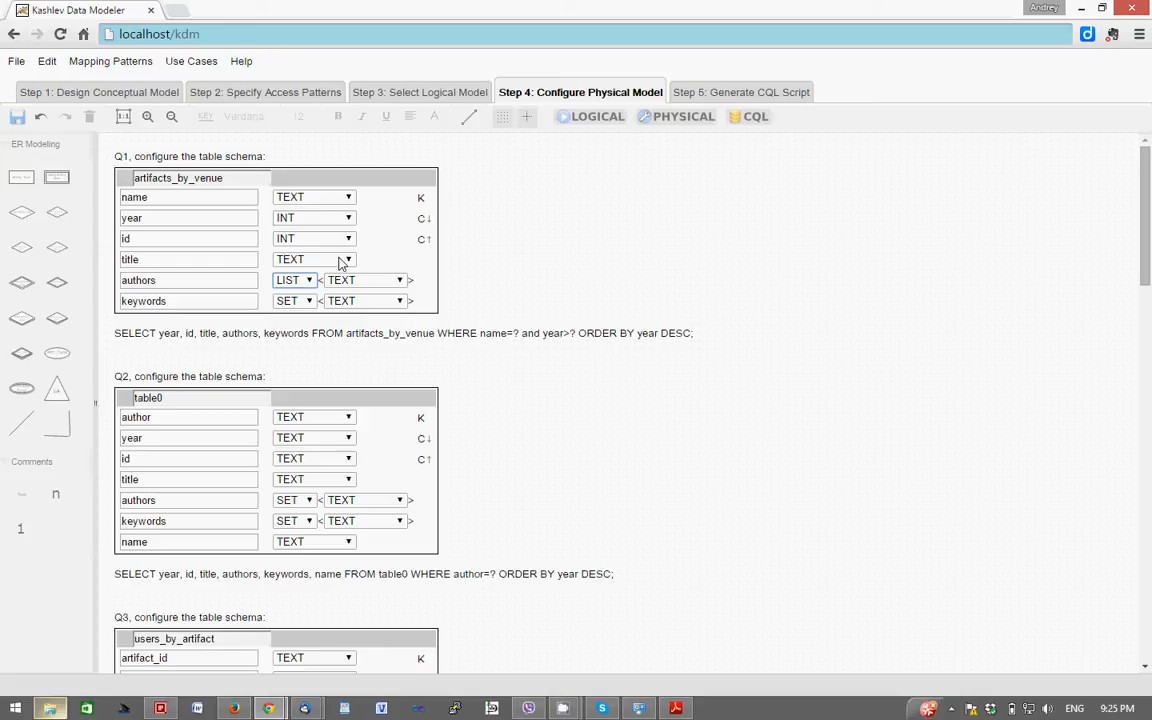 Kashlev Data Modeler
Andrey
localhost/kdm
File Edit Mapping Patterns Use Cases Help
Step 1: Design Conceptual Model Step 2: Specify Access Patterns Step 3: Select Logical Model Step 4: Configure Physical Model Step 5: Generate CQL Script
1:1 KEY Verdana 12 B I U A LOGICAL PHYSICAL CQL
ER Modeling
Q1, configure the table schema:
artifacts_by_venue
name TEXT K
year INT C↓
id INT C↑
title TEXT
authors LIST < TEXT >
keywords SET < TEXT >
SELECT year, id, title, authors, keywords FROM artifacts_by_venue WHERE name=? and year>? ORDER BY year DESC;
Q2, configure the table schema:
table0
author TEXT K
year TEXT C↓
id TEXT C↑
title TEXT
authors SET < TEXT >
keywords SET < TEXT >
name TEXT
SELECT year, id, title, authors, keywords, name FROM table0 WHERE author=? ORDER BY year DESC;
Q3, configure the table schema:
users_by_artifact
artifact_id TEXT K
Comments
n
1
ENG 9:25 PM